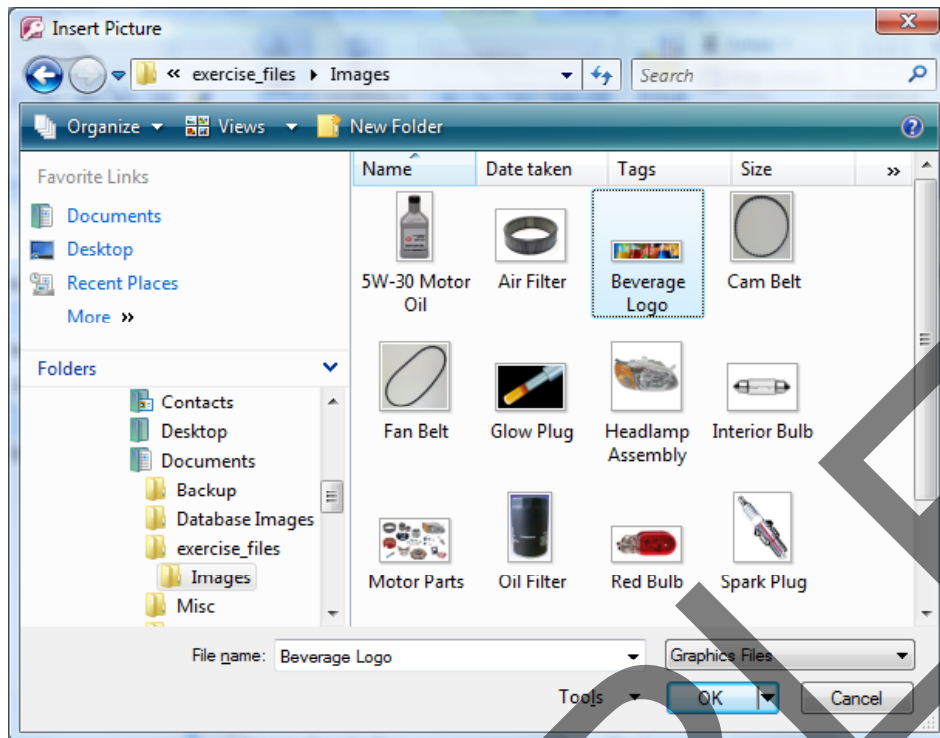 Insert Picture
« exercise_files ▸ Images
Search
Organize Views New Folder
Favorite Links
Documents
Desktop
Recent Places
More »
Folders
Contacts
Desktop
Documents
Backup
Database Images
exercise_files
Images
Misc
Name Date taken Tags Size »
5W-30 Motor Oil
Air Filter
Beverage Logo
Cam Belt
Fan Belt
Glow Plug
Headlamp Assembly
Interior Bulb
Motor Parts
Oil Filter
Red Bulb
Spark Plug
File name: Beverage Logo
Graphics Files
Tools OK Cancel